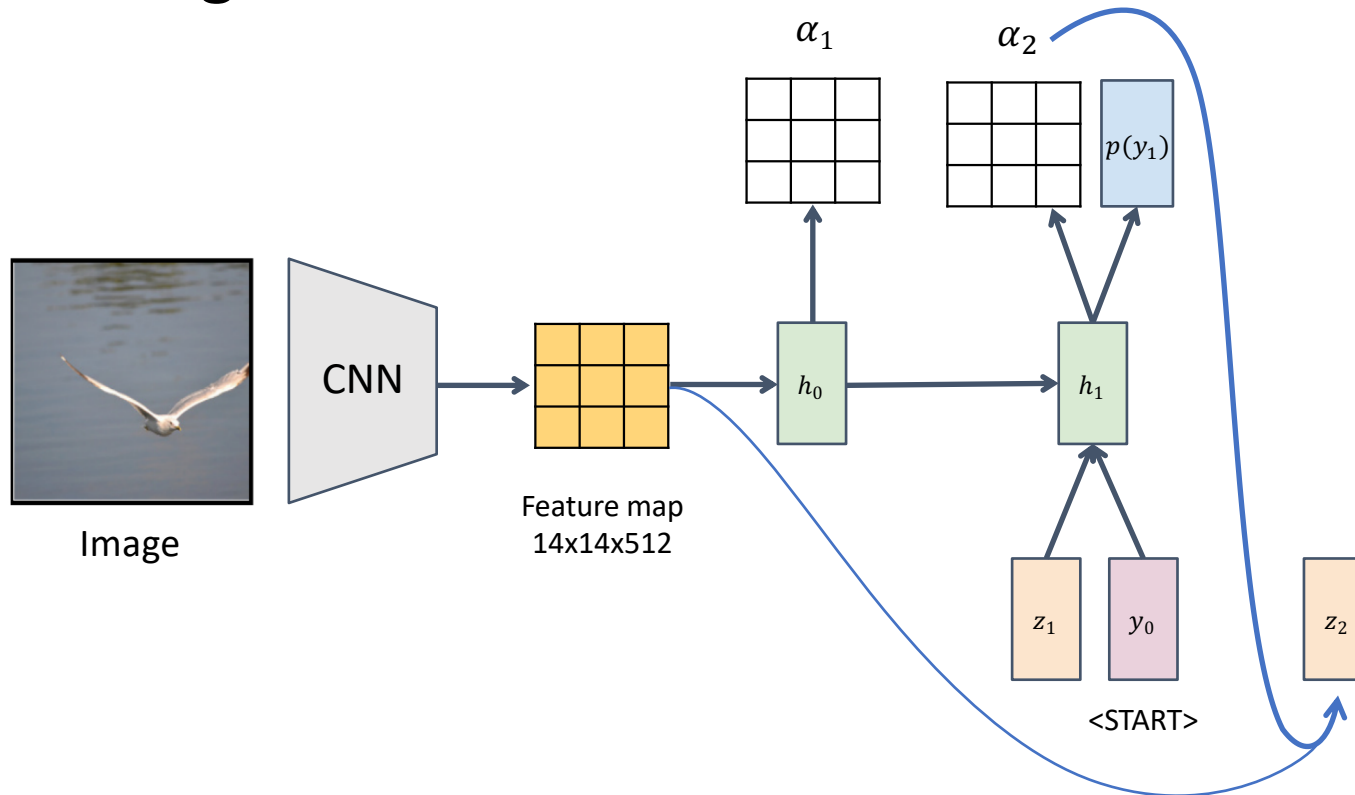 g
α₁
α₂
p(y₁)
CNN
h₀
h₁
Feature map
14x14x512
Image
z₁
y₀
z₂
<START>